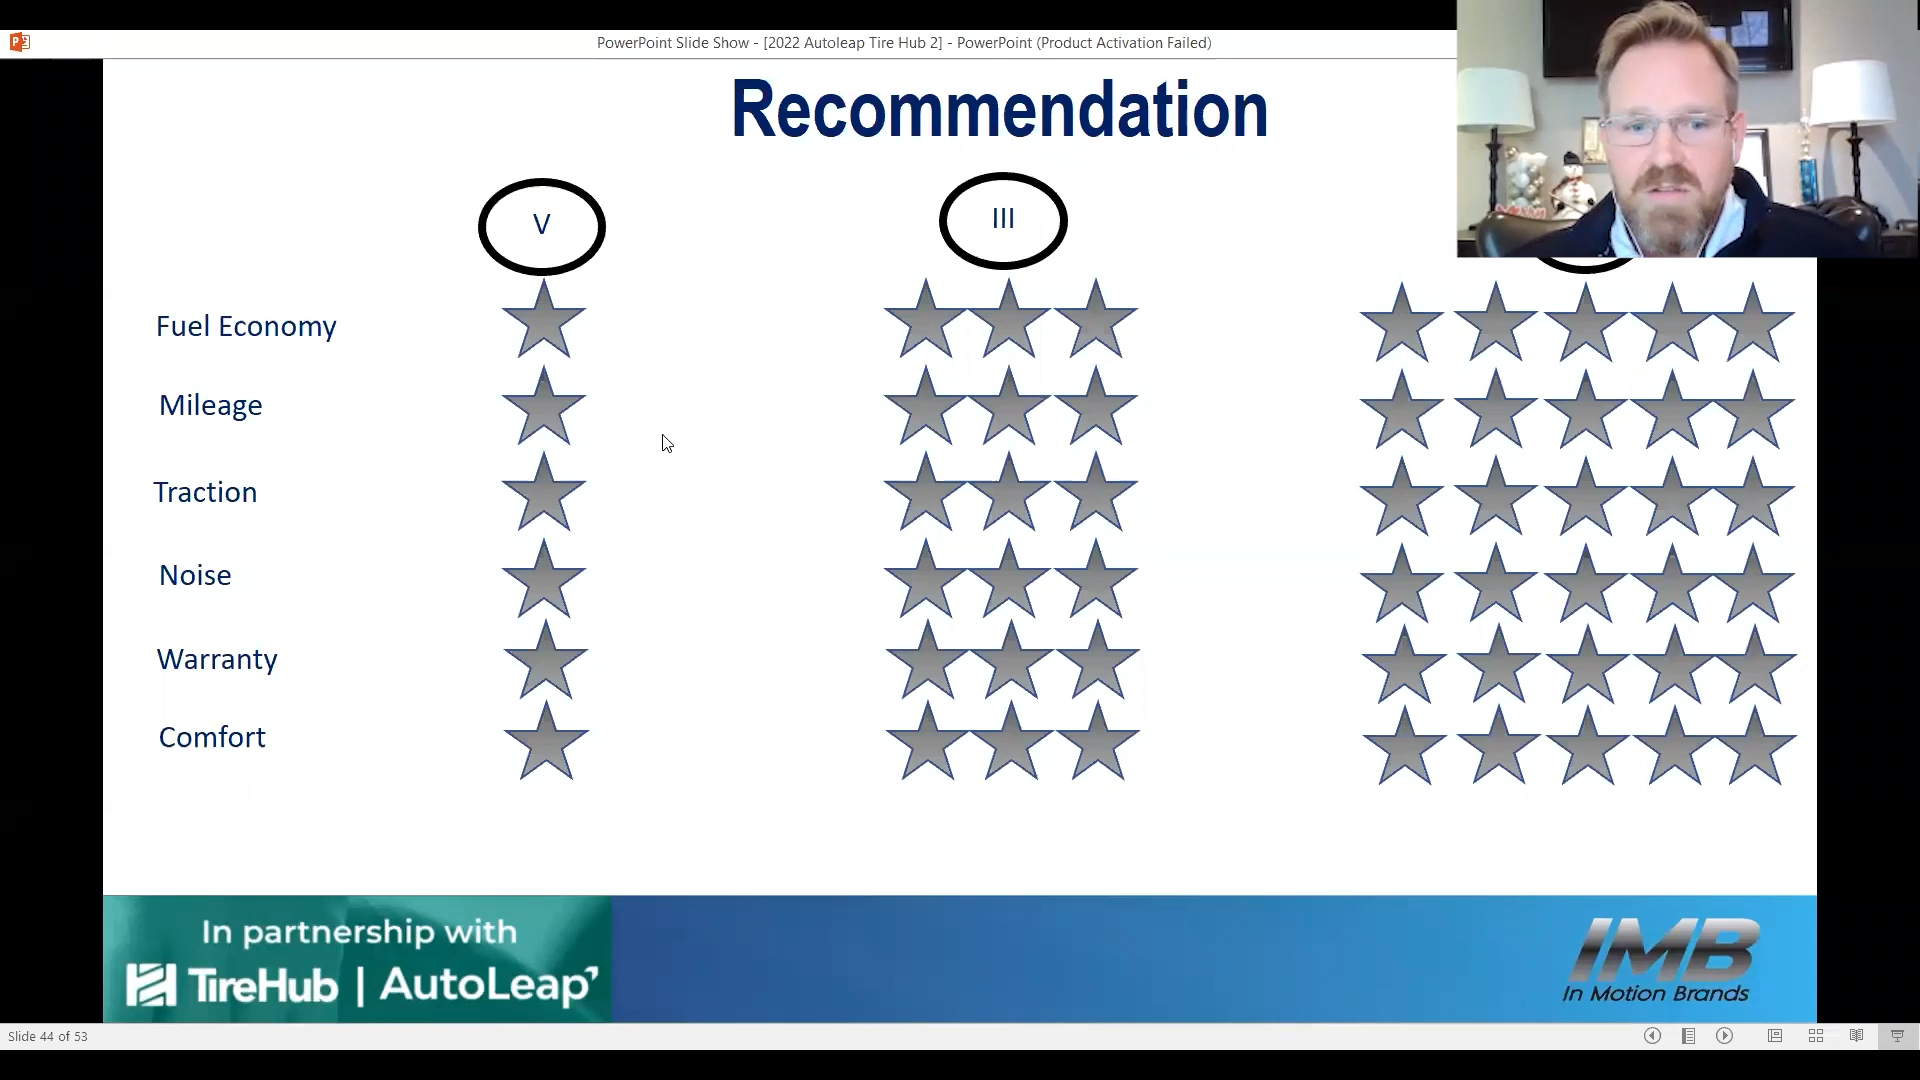 PowerPoint Slide Show - [2022 Autoleap Tire Hub 2] - PowerPoint (Product Activation Failed)
Recommendation
V
III
Fuel Economy
Mileage
Traction
Noise
Warranty
Comfort
In partnership with
TireHub | AutoLeap
IMB
In Motion Brands
Slide 44 of 53